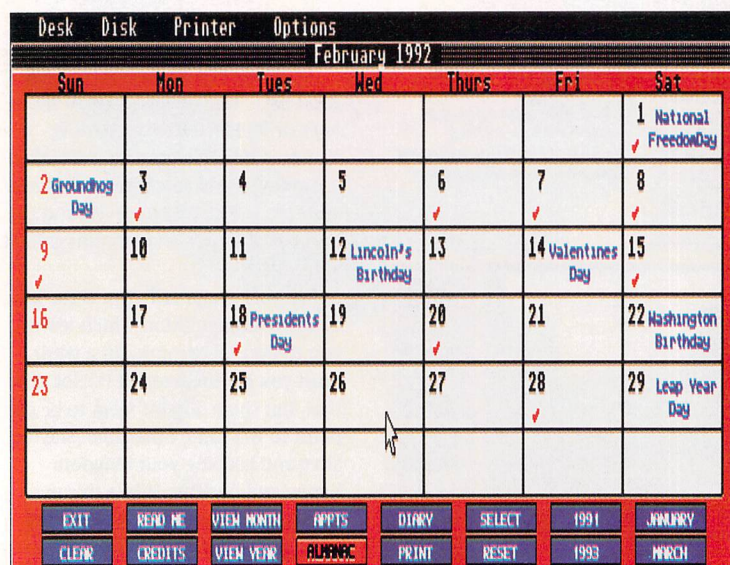 Desk Disk Printer Options
February 1992
Sun Mon Tues Wed Thurs Fri Sat
1 National
FreedomDay
2 Groundhog
Day
3 4 5 6 7 8
9 10 11 12 Lincoln's
Birthday
13 14 Valentines
Day
15
16 17 18 Presidents
Day
19 20 21 22 Washington
Birthday
23 24 25 26 27 28 29 Leap Year
Day
EXIT READ ME VIEW MONTH APPTS DIARY SELECT 1991 JANUARY
CLEAR CREDITS VIEW YEAR ALMANAC PRINT RESET 1993 MARCH